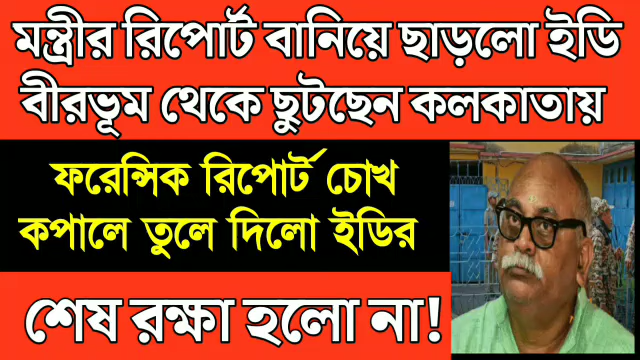 মন্ত্রীর রিপোর্ট বানিয়ে ছাড়লো ইডি
বীরভূম থেকে ছুটছেন কলকাতায়
ফরেন্সিক রিপোর্ট চোখ
কপালে তুলে দিলো ইডির
শেষ রক্ষা হলো না!